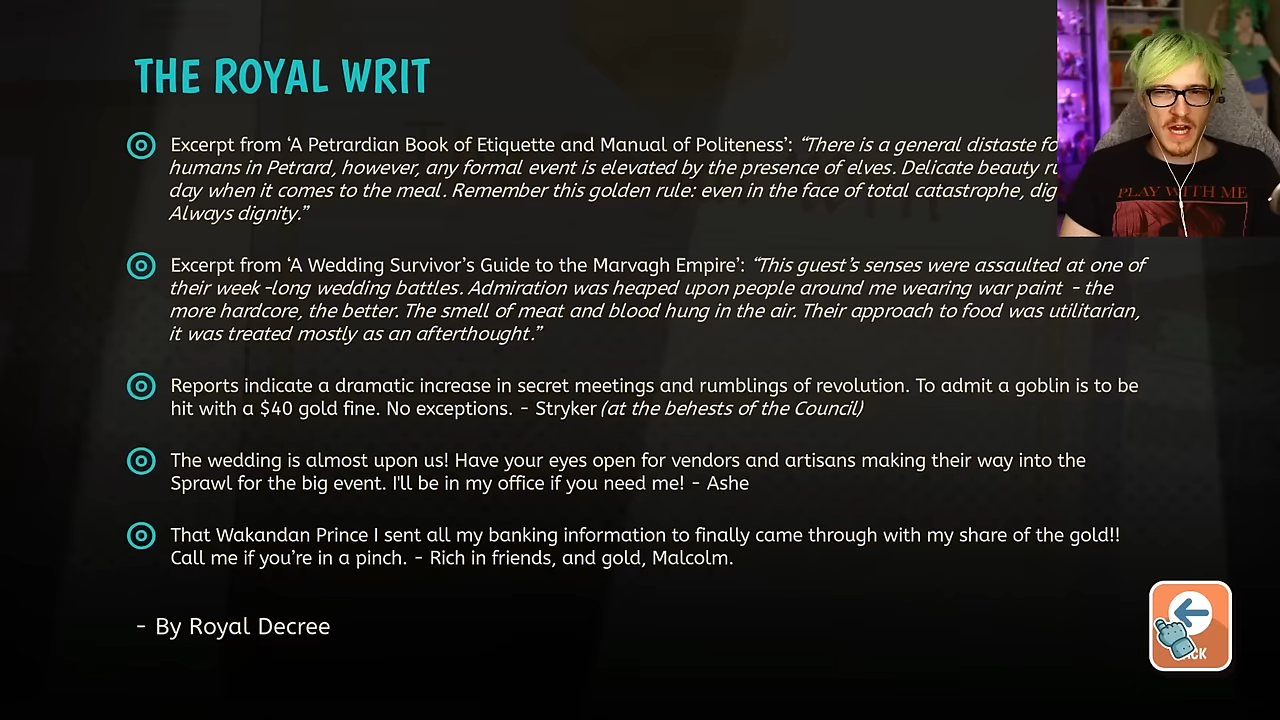 THE ROYAL WRIT
Excerpt from ‘A Petrardian Book of Etiquette and Manual of Politeness’: “There is a general distaste
humans in Petrard, however, any formal event is elevated by the presence of elves. Delicate beauty
day when it comes to the meal. Remember this golden rule: even in the face of total catastrophe,
Always dignity.”
Excerpt from ‘A Wedding Survivor’s Guide to the Marvagh Empire’: “This guest’s senses were assaulted at one of
their week-long wedding battles. Admiration was heaped upon people around me wearing war paint - the
more hardcore, the better. The smell of meat and blood hung in the air. Their approach to food was utilitarian,
it was treated mostly as an afterthought.”
Reports indicate a dramatic increase in secret meetings and rumblings of revolution. To admit a goblin is to be
hit with a $40 gold fine. No exceptions. - Stryker (at the behests of the Council)
The wedding is almost upon us! Have your eyes open for vendors and artisans making their way into the
Sprawl for the big event. I'll be in my office if you need me! - Ashe
That Wakandan Prince I sent all my banking information to finally came through with my share of the gold!!
Call me if you’re in a pinch. - Rich in friends, and gold, Malcolm.
- By Royal Decree
PLAY WITH ME